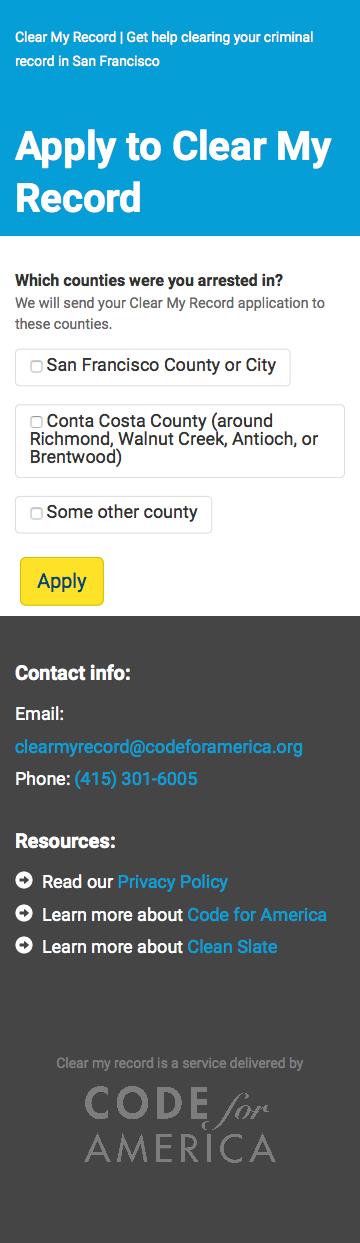 Clear My Record | Get help clearing your criminal
record in San Francisco
Apply to Clear My
Record
Which counties were you arrested in?
We will send your Clear My Record application to
these counties.
San Francisco County or City
Conta Costa County (around
Richmond, Walnut Creek, Antioch, or
Brentwood)
Some other county
Apply
Contact info:
Email:
clearmyrecord@codeforamerica.org
Phone: (415) 301-6005
Resources:
Read our Privacy Policy
Learn more about Code for America
Learn more about Clean Slate
Clear my record is a service delivered by
CODE for
AMERICA